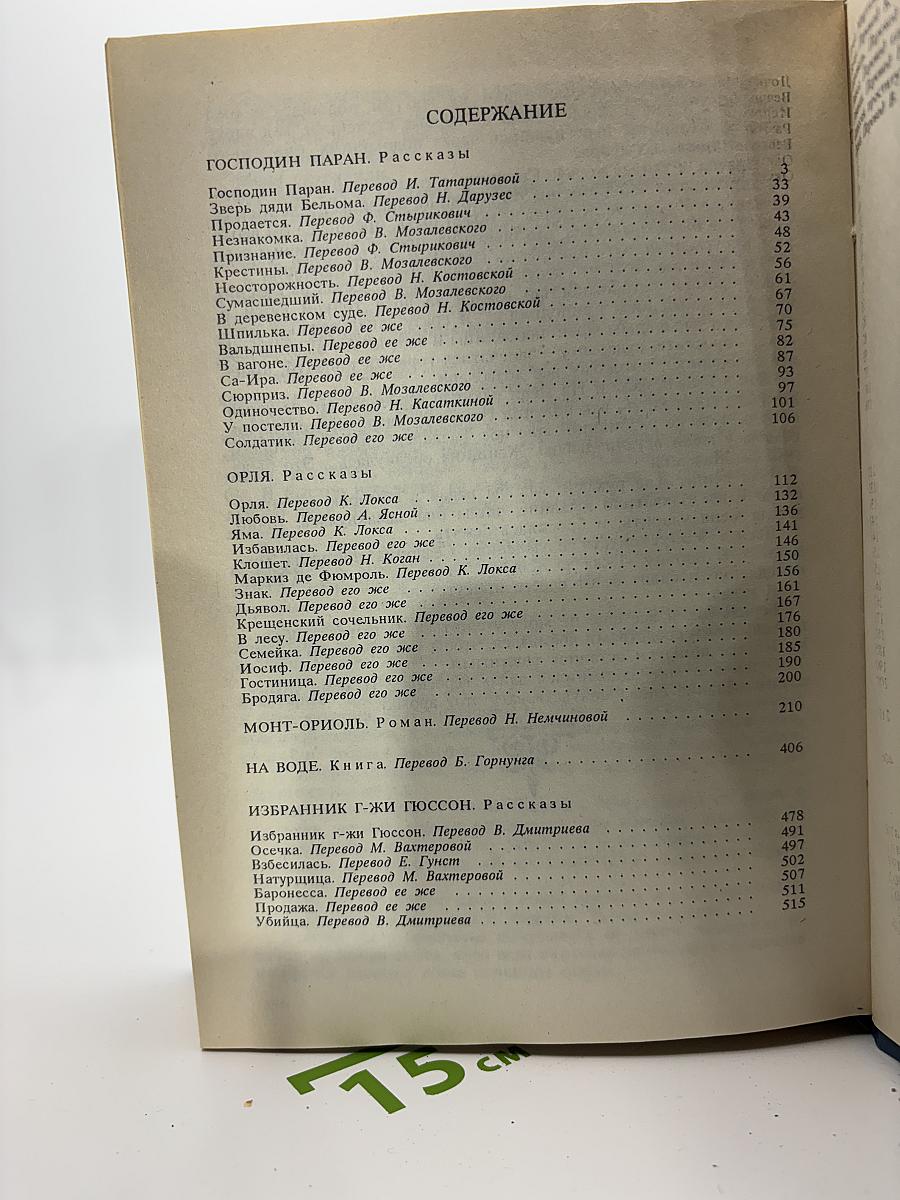 СОДЕРЖАНИЕ
ГОСПОДИН ПАРАН. Рассказы
Господин Паран. Перевод И. Татариновой . . . 3
Зверь дяди Бельома. Перевод Н. Дарузес . . . 33
Продается. Перевод Ф. Стырикович . . . 39
Незнакомка. Перевод В. Мозалевского . . . 43
Признание. Перевод Ф. Стырикович . . . 48
Крестины. Перевод В. Мозалевского . . . 52
Неосторожность. Перевод Н. Костовской . . . 56
Сумасшедший. Перевод В. Мозалевского . . . 61
В деревенском суде. Перевод Н. Костовской . . . 67
Шпилька. Перевод ее же . . . 70
Вальдшнепы. Перевод ее же . . . 75
В вагоне. Перевод ее же . . . 82
Са-Ира. Перевод ее же . . . 87
Сюрприз. Перевод В. Мозалевского . . . 93
Одиночество. Перевод Н. Касаткиной . . . 97
У постели. Перевод В. Мозалевского . . . 101
Солдатик. Перевод его же . . . 106
ОРЛЯ. Рассказы
Орля. Перевод К. Локса . . . 112
Любовь. Перевод А. Ясной . . . 132
Яма. Перевод К. Локса . . . 136
Избавилась. Перевод его же . . . 141
Клошет. Перевод Н. Коган . . . 146
Маркиз де Фюмроль. Перевод К. Локса . . . 150
Знак. Перевод его же . . . 156
Дьявол. Перевод его же . . . 161
Крещенский сочельник. Перевод его же . . . 167
В лесу. Перевод его же . . . 176
Семейка. Перевод его же . . . 180
Иосиф. Перевод его же . . . 185
Гостиница. Перевод его же . . . 190
Бродяга. Перевод его же . . . 200
МОНТ-ОРИОЛЬ. Роман. Перевод Н. Немчиновой . . . 210
НА ВОДЕ. Книга. Перевод Б. Горнунга . . . 406
ИЗБРАННИК Г-ЖИ ГЮССОН. Рассказы
Избранник г-жи Гюссон. Перевод В. Дмитриева . . . 478
Осечка. Перевод М. Вахтеровой . . . 491
Взбесилась. Перевод Е. Гунст . . . 497
Натурщица. Перевод М. Вахтеровой . . . 502
Баронесса. Перевод ее же . . . 507
Продажа. Перевод ее же . . . 511
Убийца. Перевод В. Дмитриева . . . 515
15 см